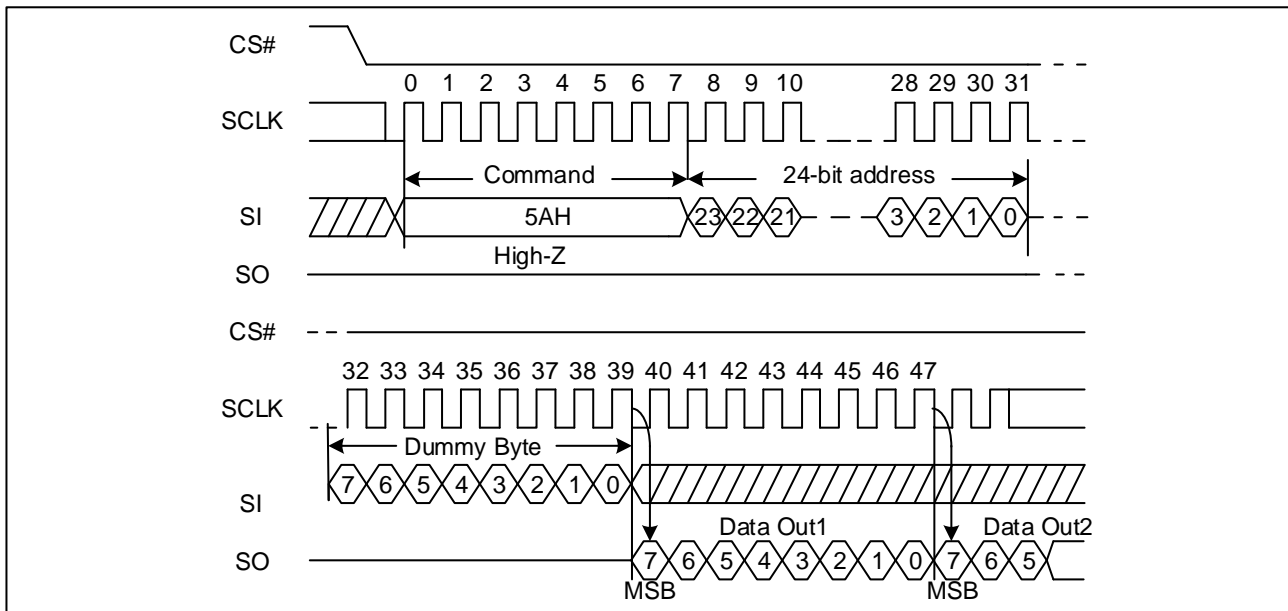 CS#
0 1 2 3 4 5 6 7 8 9 10 28 29 30 31
SCLK
Command 24-bit address
SI 5AH 23 22 21 3 2 1 0
High-Z
SO
CS#
32 33 34 35 36 37 38 39 40 41 42 43 44 45 46 47
SCLK
Dummy Byte
7 6 5 4 3 2 1 0
SI
Data Out1 Data Out2
SO 7 6 5 4 3 2 1 0 7 6 5
MSB MSB